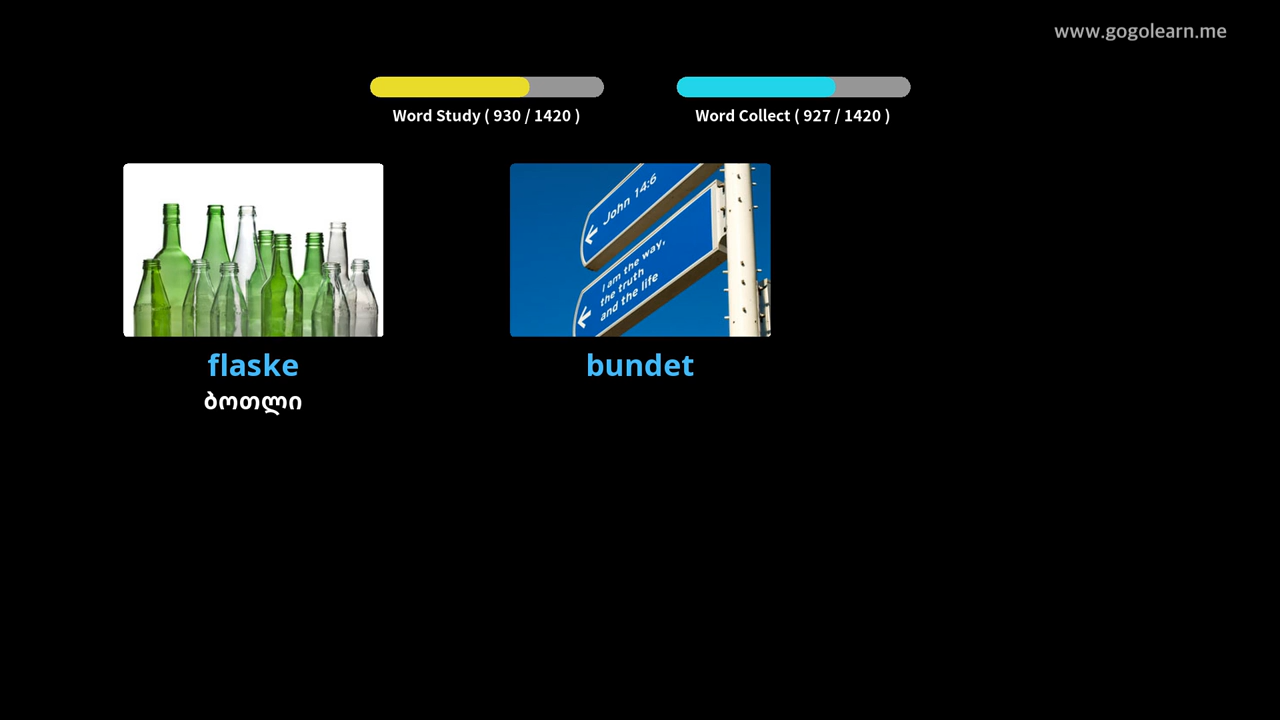 www.gogolearn.me
Word Study ( 930 / 1420 )
Word Collect ( 927 / 1420 )
John 14:6
I am the way,
the truth
and the life
flaske
bundet
ბოთლი